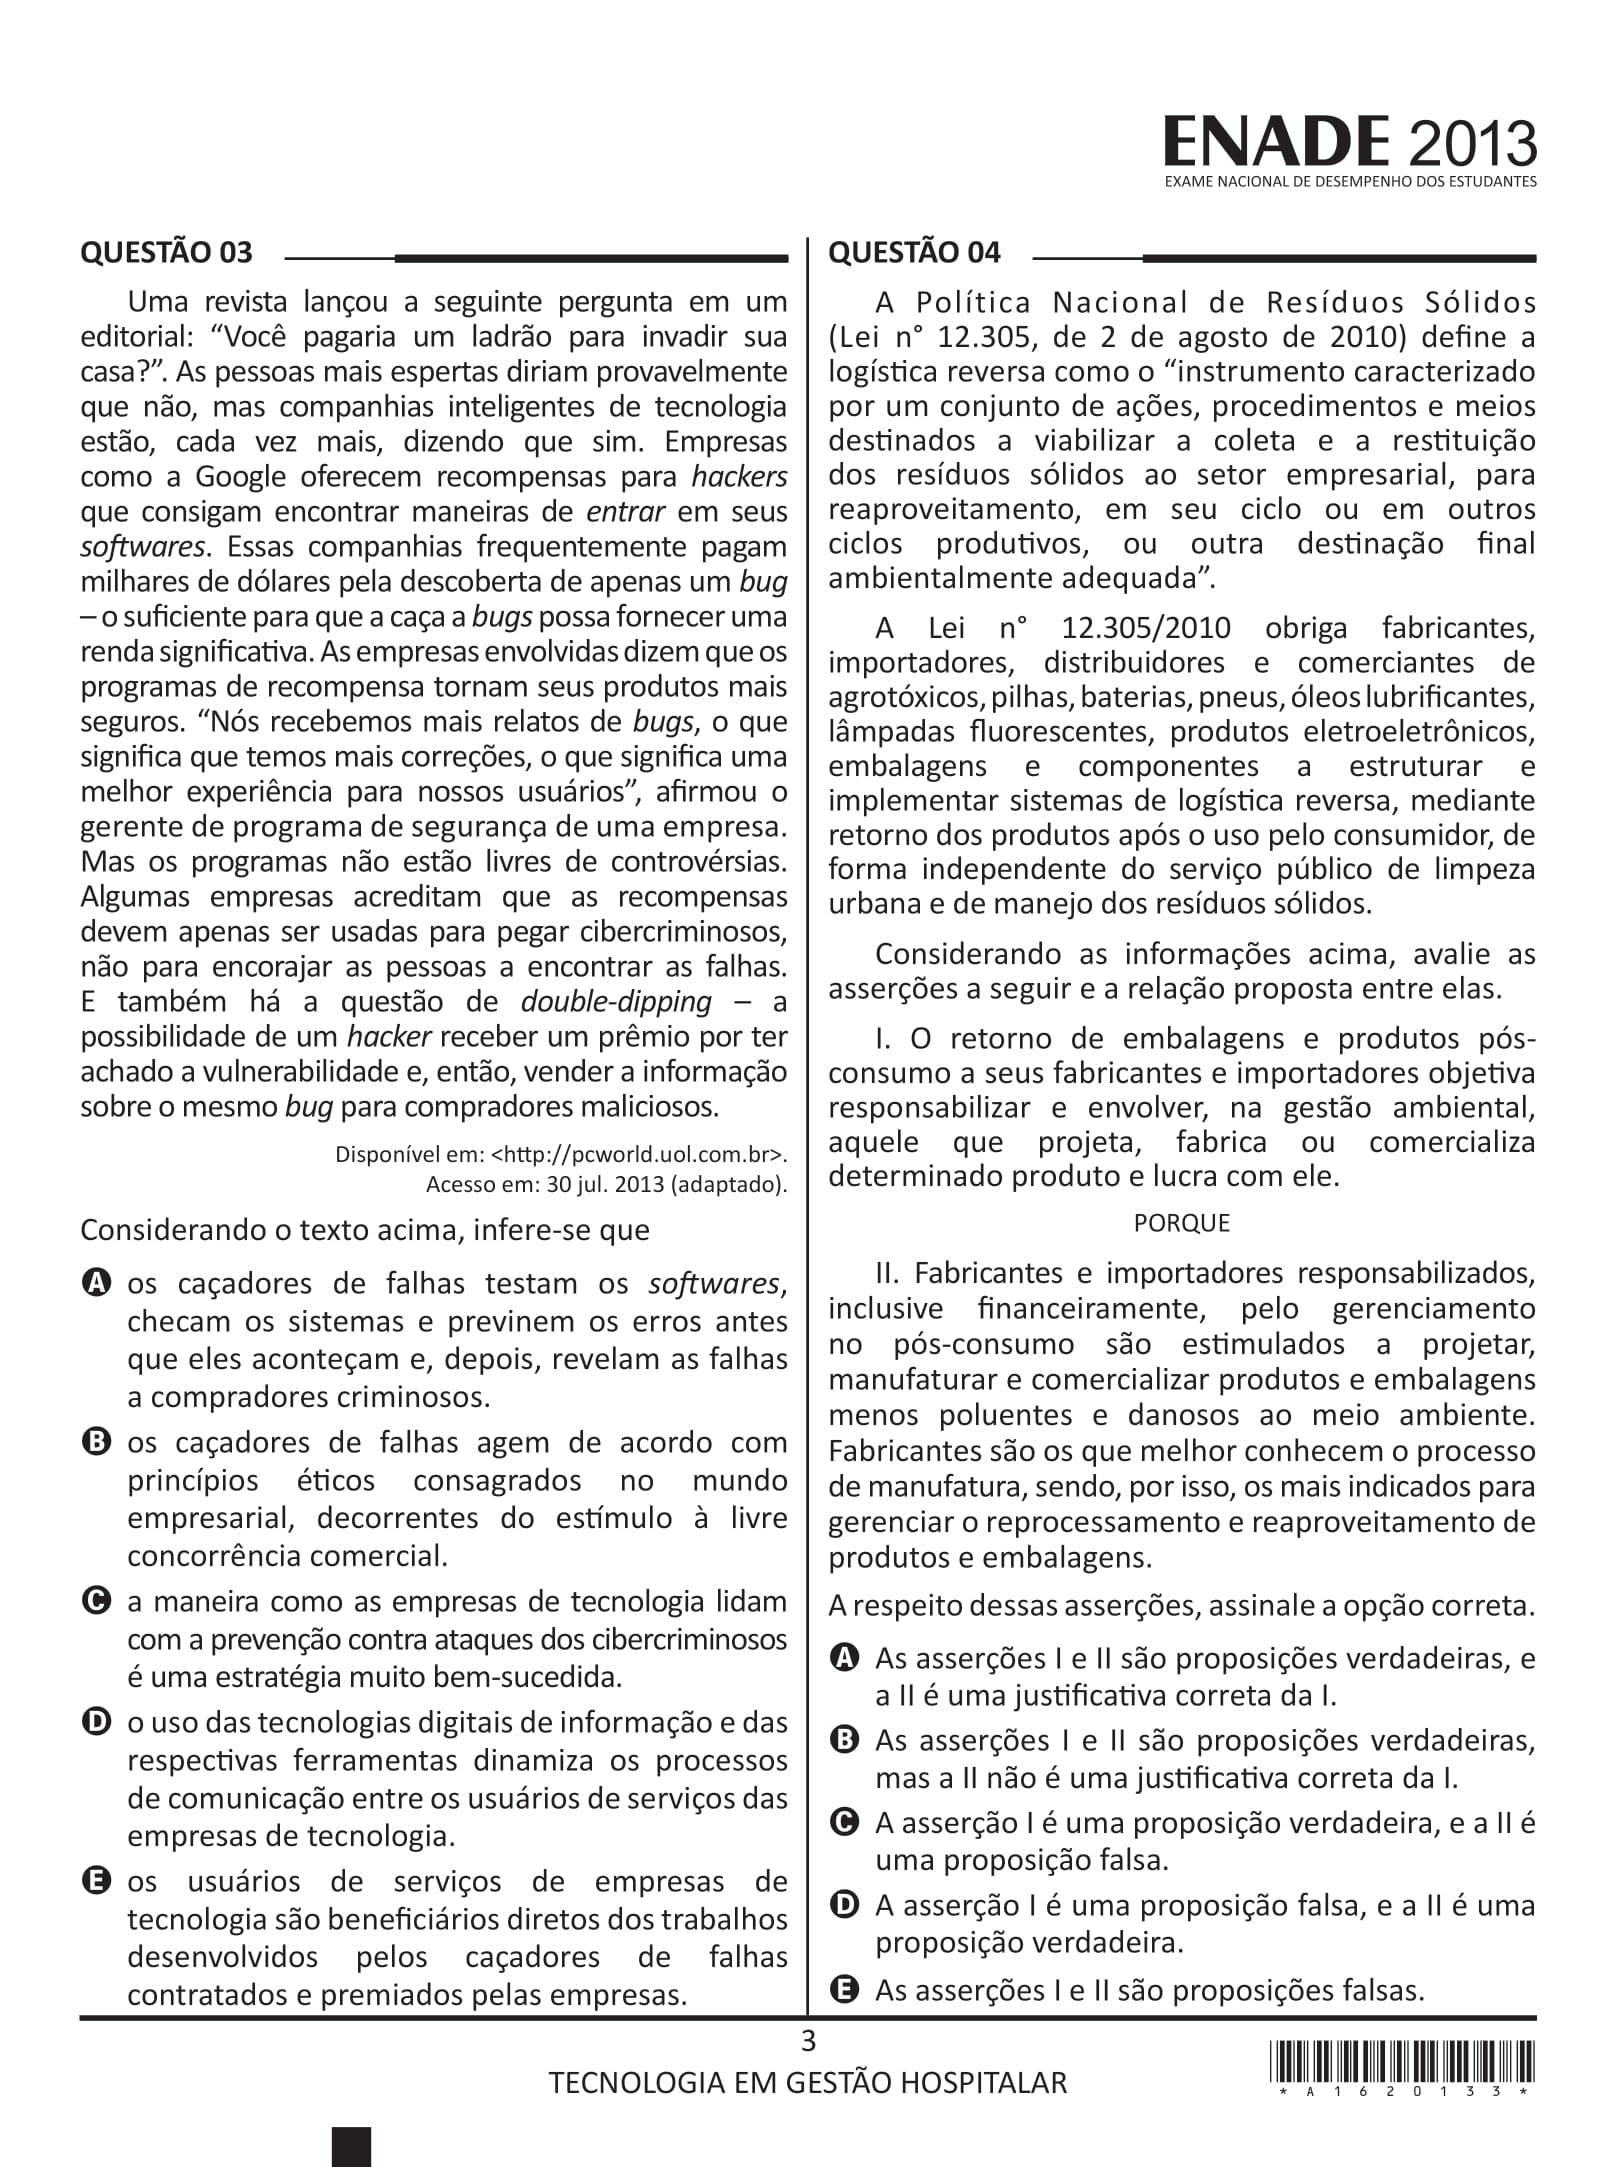 ENADE 2013
EXAME NACIONAL DE DESEMPENHO DOS ESTUDANTES
QUESTÃO 03
Uma revista lançou a seguinte pergunta em um
editorial: “Você pagaria um ladrão para invadir sua
casa?”. As pessoas mais espertas diriam provavelmente
que não, mas companhias inteligentes de tecnologia
estão, cada vez mais, dizendo que sim. Empresas
como a Google oferecem recompensas para hackers
que consigam encontrar maneiras de entrar em seus
softwares. Essas companhias frequentemente pagam
milhares de dólares pela descoberta de apenas um bug
– o suficiente para que a caça a bugs possa fornecer uma
renda significativa. As empresas envolvidas dizem que os
programas de recompensa tornam seus produtos mais
seguros. “Nós recebemos mais relatos de bugs, o que
significa que temos mais correções, o que significa uma
melhor experiência para nossos usuários”, afirmou o
gerente de programa de segurança de uma empresa.
Mas os programas não estão livres de controvérsias.
Algumas empresas acreditam que as recompensas
devem apenas ser usadas para pegar cibercriminosos,
não para encorajar as pessoas a encontrar as falhas.
E também há a questão de double-dipping – a
possibilidade de um hacker receber um prêmio por ter
achado a vulnerabilidade e, então, vender a informação
sobre o mesmo bug para compradores maliciosos.
Disponível em: <http://pcworld.uol.com.br>.
Acesso em: 30 jul. 2013 (adaptado).
Considerando o texto acima, infere-se que
A os caçadores de falhas testam os softwares,
checam os sistemas e previnem os erros antes
que eles aconteçam e, depois, revelam as falhas
a compradores criminosos.
B os caçadores de falhas agem de acordo com
princípios éticos consagrados no mundo
empresarial, decorrentes do estímulo à livre
concorrência comercial.
C a maneira como as empresas de tecnologia lidam
com a prevenção contra ataques dos cibercriminosos
é uma estratégia muito bem-sucedida.
D o uso das tecnologias digitais de informação e das
respectivas ferramentas dinamiza os processos
de comunicação entre os usuários de serviços das
empresas de tecnologia.
E os usuários de serviços de empresas de
tecnologia são beneficiários diretos dos trabalhos
desenvolvidos pelos caçadores de falhas
contratados e premiados pelas empresas.
QUESTÃO 04
A Política Nacional de Resíduos Sólidos
(Lei n° 12.305, de 2 de agosto de 2010) define a
logística reversa como o “instrumento caracterizado
por um conjunto de ações, procedimentos e meios
destinados a viabilizar a coleta e a restituição
dos resíduos sólidos ao setor empresarial, para
reaproveitamento, em seu ciclo ou em outros
ciclos produtivos, ou outra destinação final
ambientalmente adequada”.
A Lei n° 12.305/2010 obriga fabricantes,
importadores, distribuidores e comerciantes de
agrotóxicos, pilhas, baterias, pneus, óleos lubrificantes,
lâmpadas fluorescentes, produtos eletroeletrônicos,
embalagens e componentes a estruturar e
implementar sistemas de logística reversa, mediante
retorno dos produtos após o uso pelo consumidor, de
forma independente do serviço público de limpeza
urbana e de manejo dos resíduos sólidos.
Considerando as informações acima, avalie as
asserções a seguir e a relação proposta entre elas.
I. O retorno de embalagens e produtos pós-
consumo a seus fabricantes e importadores objetiva
responsabilizar e envolver, na gestão ambiental,
aquele que projeta, fabrica ou comercializa
determinado produto e lucra com ele.
PORQUE
II. Fabricantes e importadores responsabilizados,
inclusive financeiramente, pelo gerenciamento
no pós-consumo são estimulados a projetar,
manufaturar e comercializar produtos e embalagens
menos poluentes e danosos ao meio ambiente.
Fabricantes são os que melhor conhecem o processo
de manufatura, sendo, por isso, os mais indicados para
gerenciar o reprocessamento e reaproveitamento de
produtos e embalagens.
A respeito dessas asserções, assinale a opção correta.
A As asserções I e II são proposições verdadeiras, e
a II é uma justificativa correta da I.
B As asserções I e II são proposições verdadeiras,
mas a II não é uma justificativa correta da I.
C A asserção I é uma proposição verdadeira, e a II é
uma proposição falsa.
D A asserção I é uma proposição falsa, e a II é uma
proposição verdadeira.
E As asserções I e II são proposições falsas.
3
TECNOLOGIA EM GESTÃO HOSPITALAR
* A 1 6 2 0 1 3 3 *